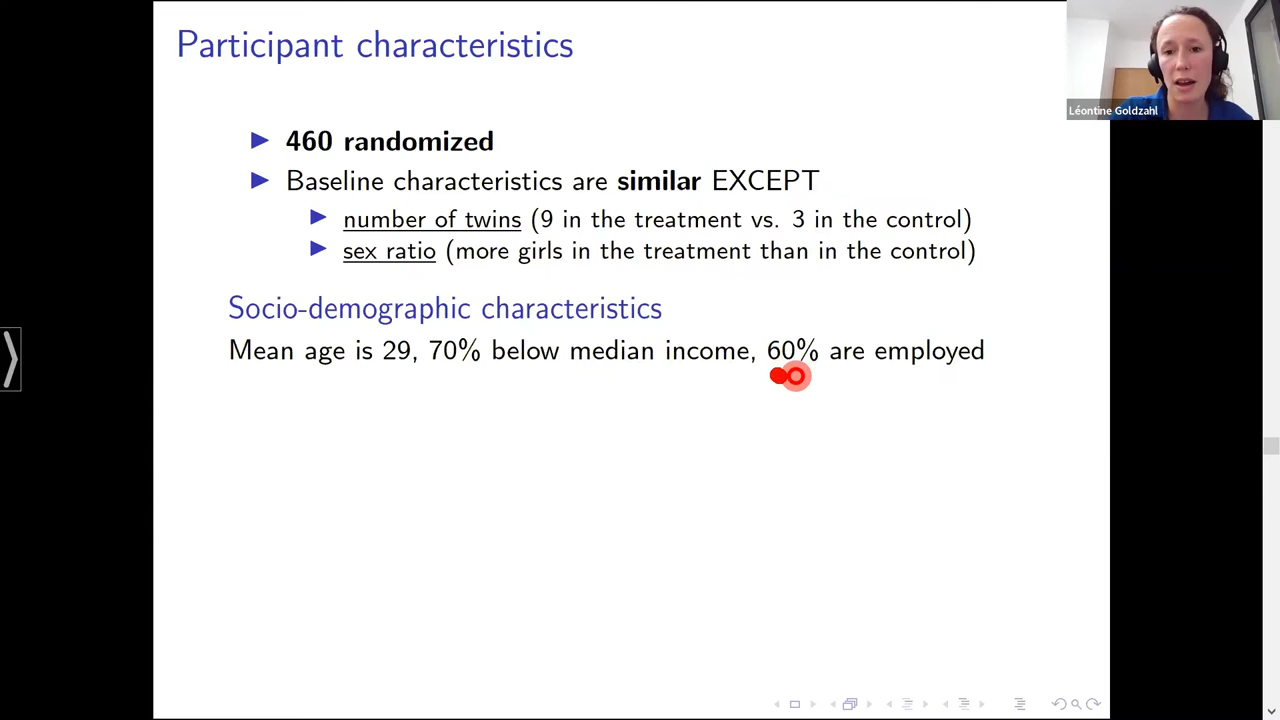 Participant characteristics
460 randomized
Baseline characteristics are similar EXCEPT
number of twins (9 in the treatment vs. 3 in the control)
sex ratio (more girls in the treatment than in the control)
Socio-demographic characteristics
Mean age is 29, 70% below median income, 60% are employed
Léontine Goldzahl